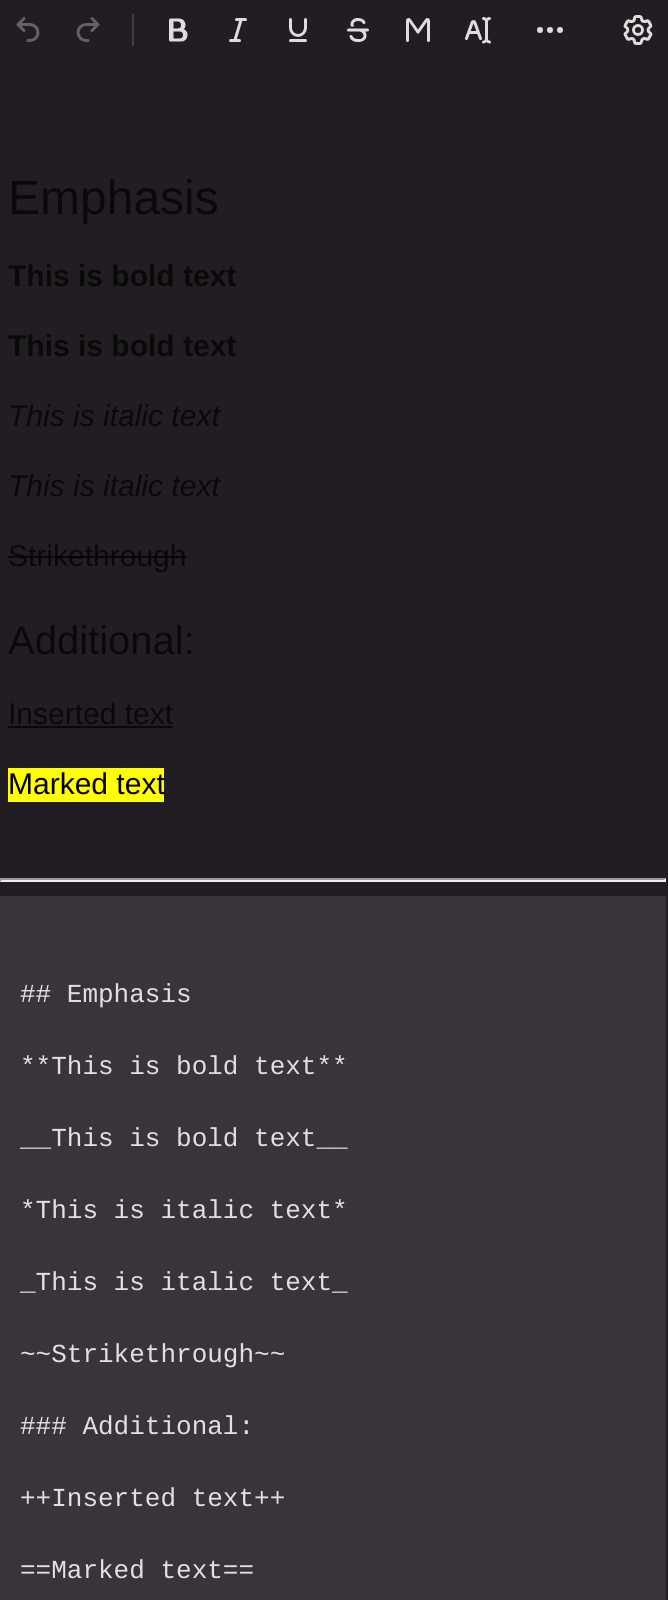 Emphasis
This is bold text
This is bold text
This is italic text
This is italic text
Strikethrough
Additional:
Inserted text
Marked text
## Emphasis
**This is bold text**
__This is bold text__
*This is italic text*
_This is italic text_
~~Strikethrough~~
### Additional:
++Inserted text++
==Marked text==